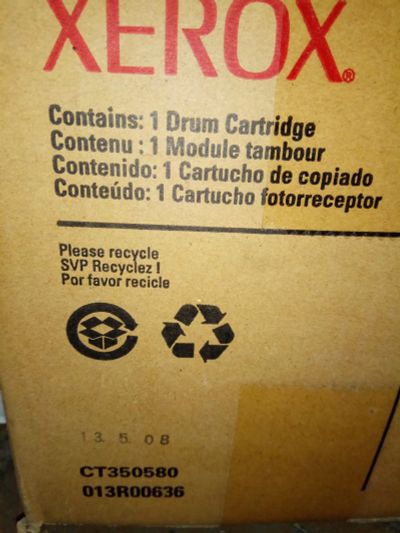 XEROX®
Contains: 1 Drum Cartridge
Contenu : 1 Module tambour
Contenido: 1 Cartucho de copiado
Conteúdo: 1 Cartucho fotorreceptor
Please recycle
SVP Recyclez !
Por favor recicle
13. 5. 08
CT350580
013R00636